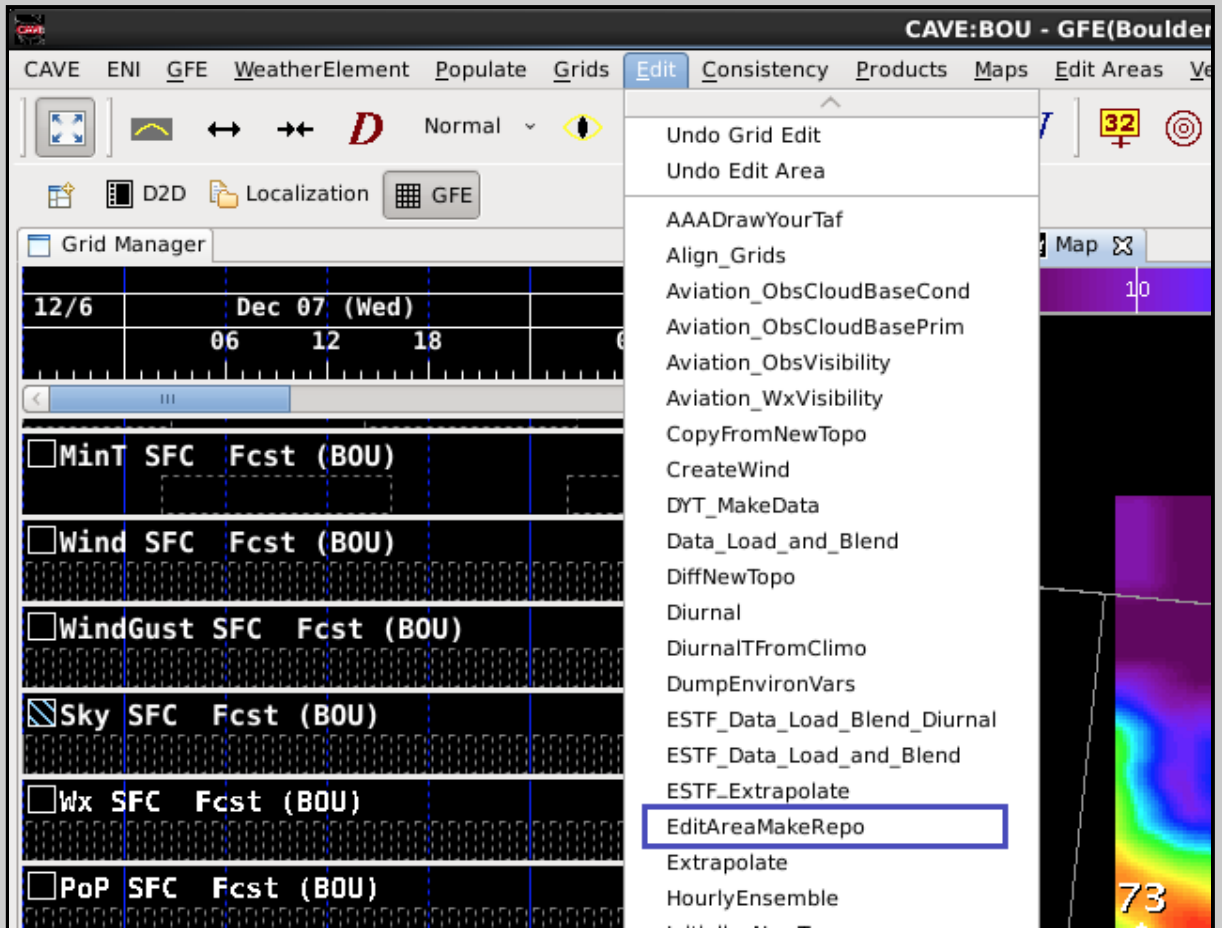 CAVE:BOU - GFE(Boulder
CAVE ENI GFE WeatherElement Populate Grids Edit Consistency Products Maps Edit Areas Ve
D Normal 32
D2D Localization GFE
Grid Manager
Map
12/6 Dec 07 (Wed)
06 12 18
10
MinT SFC Fcst (BOU)
Wind SFC Fcst (BOU)
WindGust SFC Fcst (BOU)
Sky SFC Fcst (BOU)
Wx SFC Fcst (BOU)
PoP SFC Fcst (BOU)
Undo Grid Edit
Undo Edit Area
AAADrawYourTaf
Align_Grids
Aviation_ObsCloudBaseCond
Aviation_ObsCloudBasePrim
Aviation_ObsVisibility
Aviation_WxVisibility
CopyFromNewTopo
CreateWind
DYT_MakeData
Data_Load_and_Blend
DiffNewTopo
Diurnal
DiurnalTFromClimo
DumpEnvironVars
ESTF_Data_Load_Blend_Diurnal
ESTF_Data_Load_and_Blend
ESTF_Extrapolate
EditAreaMakeRepo
Extrapolate
HourlyEnsemble
73